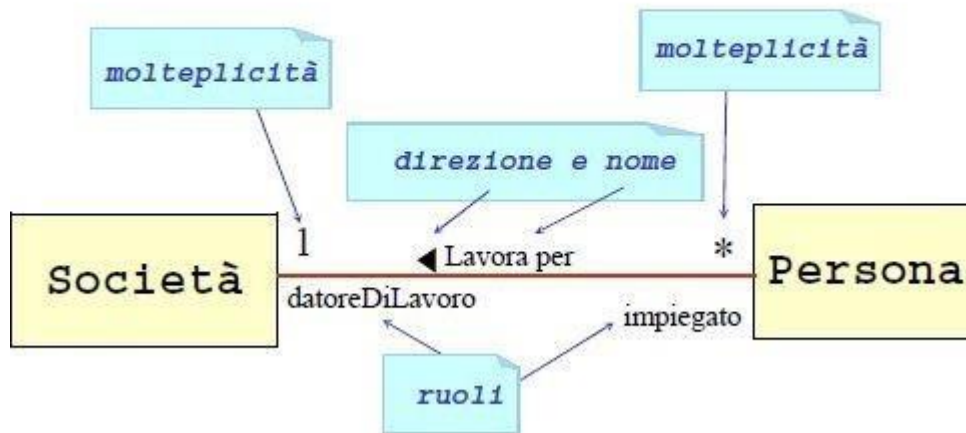 molteplicità
molteplicità
direzione e nome
1
Lavora per
*
Società
Persona
datoreDiLavoro
impiegato
ruoli